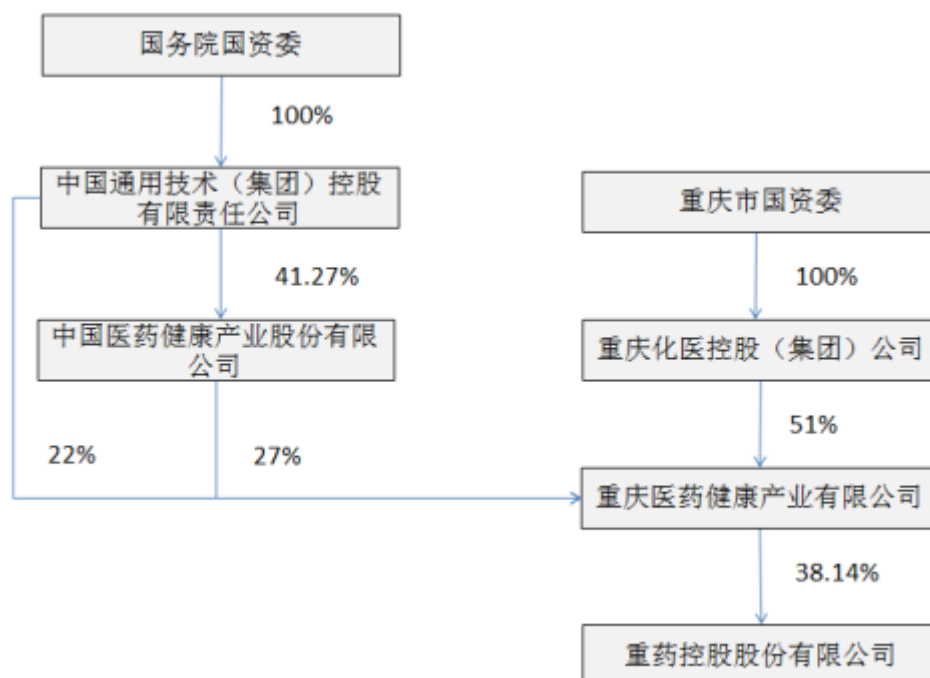 国务院国资委
100%
中国通用技术（集团）控股
有限责任公司
重庆市国资委
41.27%
100%
中国医药健康产业股份有限
公司
重庆化医控股（集团）公司
22%
27%
51%
重庆医药健康产业有限公司
38.14%
重药控股股份有限公司